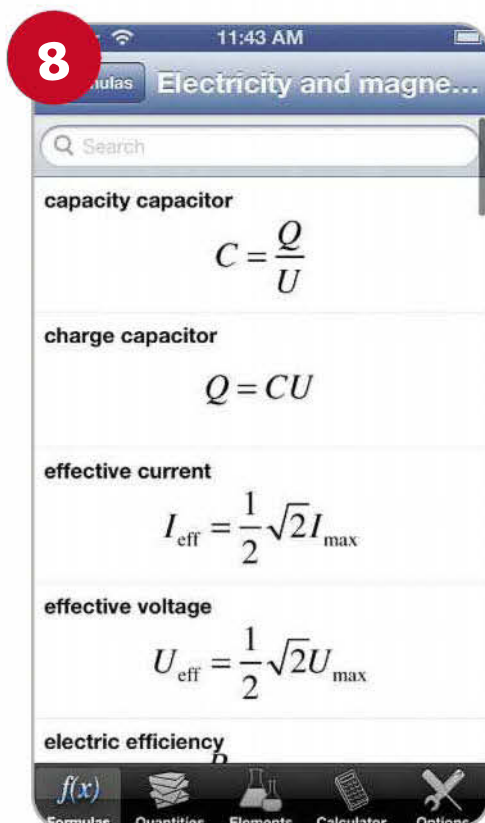 8
11:43 AM
mulas
Electricity and magne...
Search
capacity capacitor
C = Q/U
charge capacitor
Q = CU
effective current
I_eff = 1/2 √2 I_max
effective voltage
U_eff = 1/2 √2 U_max
electric efficiency
f(x)
Formulas Quantities Elements Calculator Options